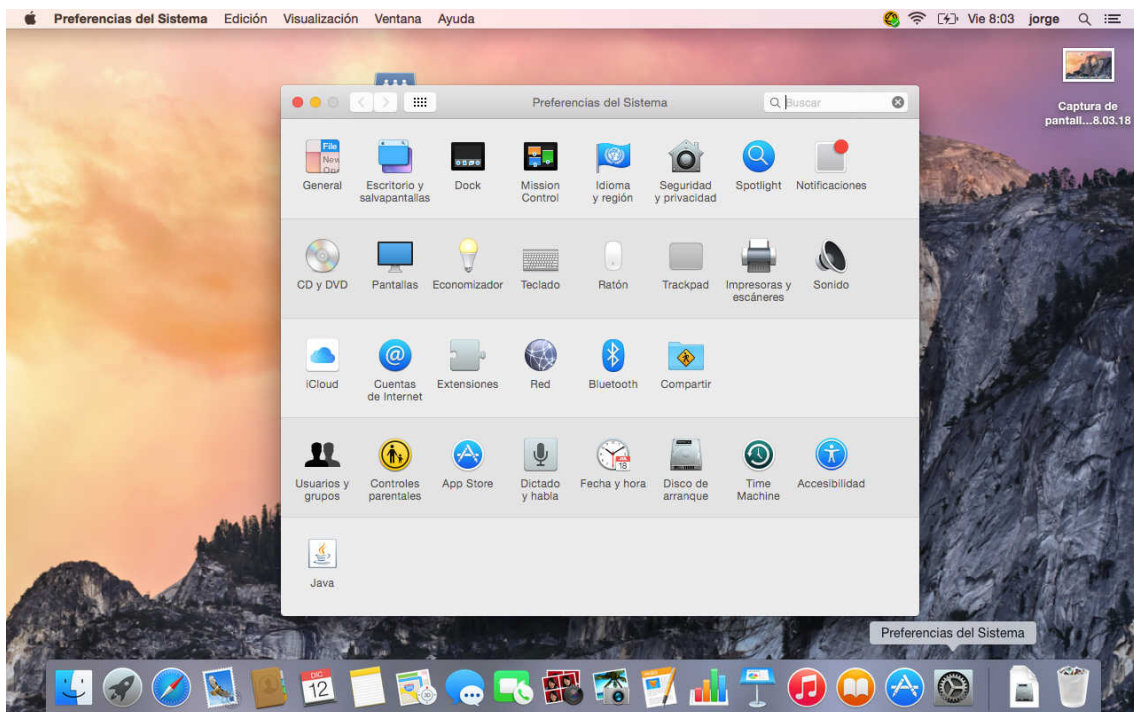 Preferencias del Sistema Edición Visualización Ventana Ayuda Vie 8:03 jorge
Captura de
pantall...8.03.18
Preferencias del Sistema Buscar
File
New
General Escritorio y
salvapantallas Dock Mission
Control Idioma
y región Seguridad
y privacidad Spotlight Notificaciones
CD y DVD Pantallas Economizador Teclado Ratón Trackpad Impresoras y
escáneres Sonido
iCloud Cuentas
de Internet Extensiones Red Bluetooth Compartir
18
Usuarios y
grupos Controles
parentales App Store Dictado
y habla Fecha y hora Disco de
arranque Time
Machine Accesibilidad
Java
Preferencias del Sistema
DIC
12